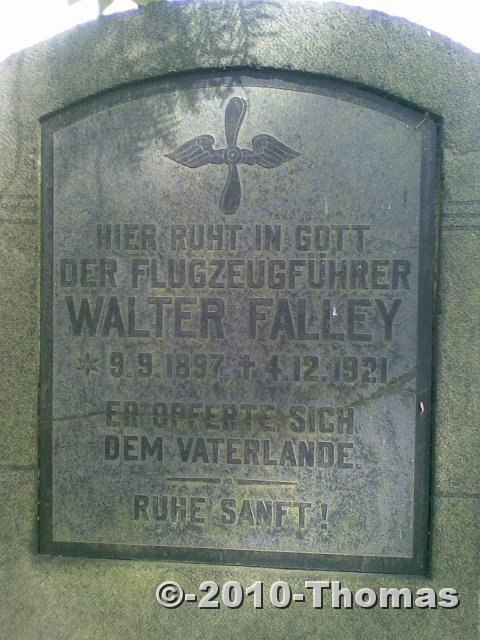 HIER RUHT IN GOTT
DER FLUGZEUGFÜHRER
WALTER FALLEY
* 9.9.1897 + 4.12.1921
ER OPFERTE SICH
DEM VATERLANDE
RUHE SANFT!
©-2010-Thomas